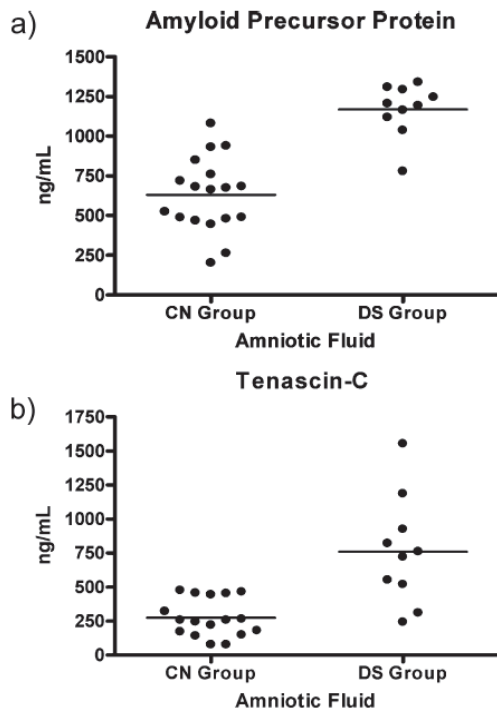 a) Amyloid Precursor Protein
1500
1250
1000
750
500
250
0
ng/mL
CN Group DS Group
Amniotic Fluid
Tenascin-C
b)
1750
1500
1250
1000
750
500
250
0
ng/mL
CN Group DS Group
Amniotic Fluid